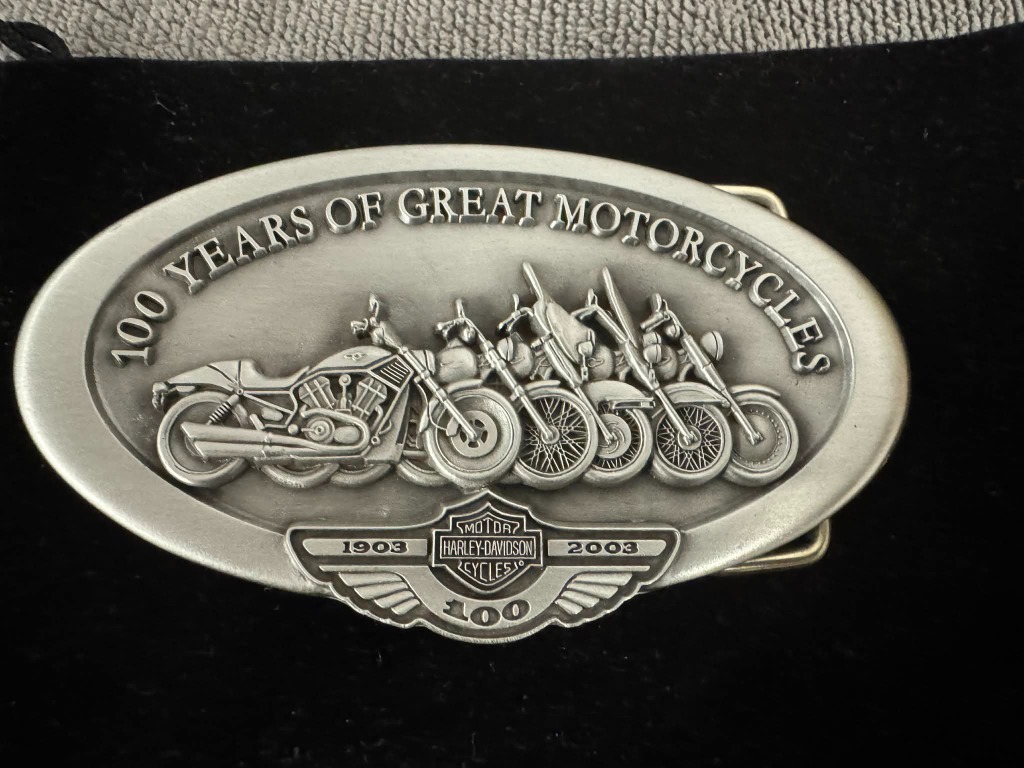 100 YEARS OF GREAT MOTORCYCLES
MOTOR
1903 HARLEY-DAVIDSON 2003
CYCLES
100